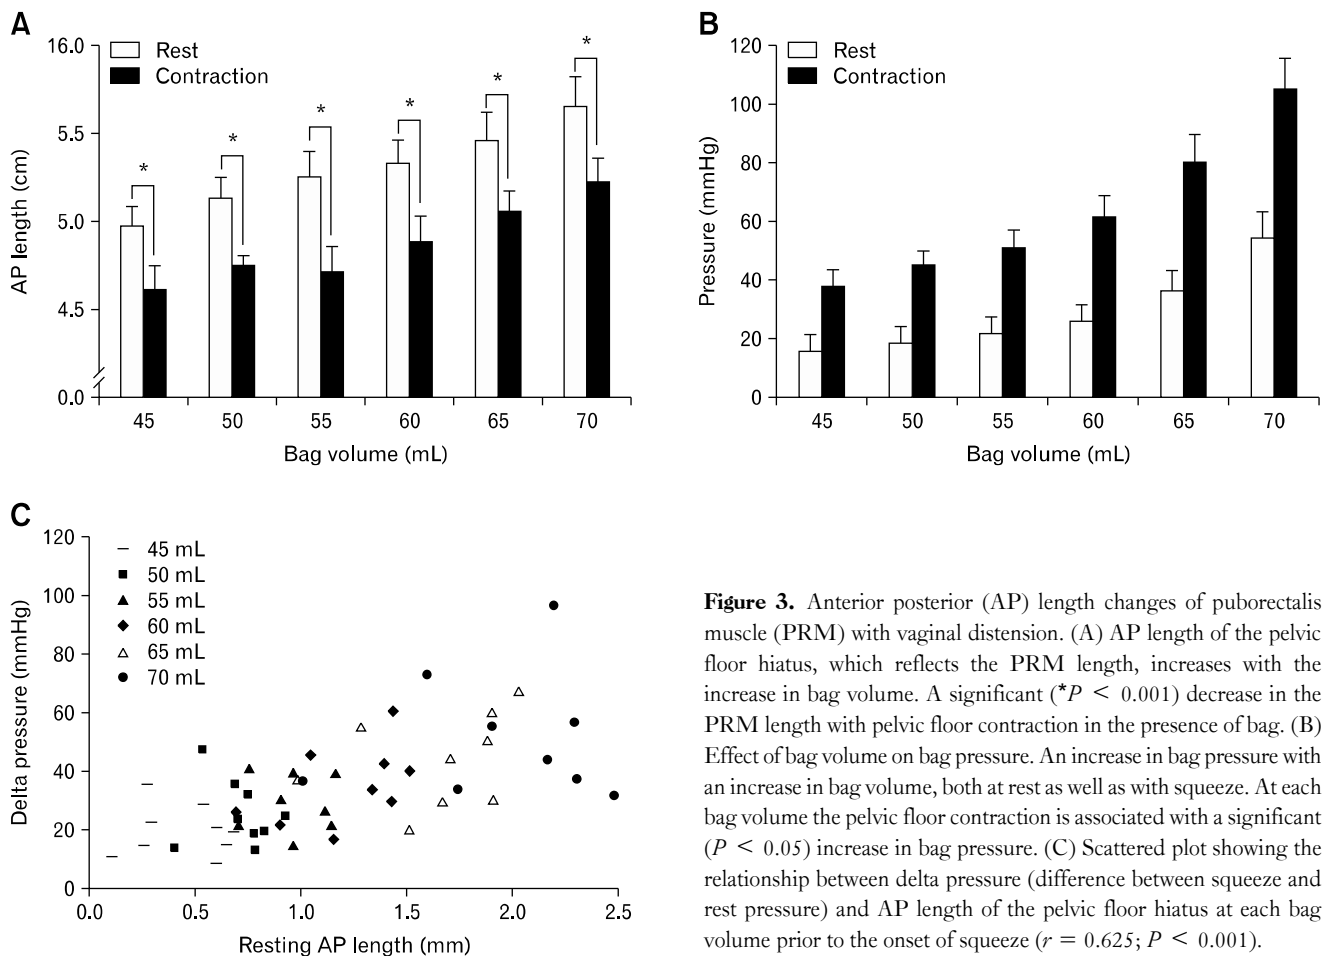 A
16.0
5.5
5.0
4.5
0.0
AP length (cm)
Rest
Contraction
* * * * * *
45 50 55 60 65 70
Bag volume (mL)
B
120
100
80
60
40
20
0
Pressure (mmHg)
Rest
Contraction
45 50 55 60 65 70
Bag volume (mL)
C
120
100
80
60
40
20
0
Delta pressure (mmHg)
45 mL
50 mL
55 mL
60 mL
65 mL
70 mL
0.0 0.5 1.0 1.5 2.0 2.5
Resting AP length (mm)
Figure 3. Anterior posterior (AP) length changes of puborectalis
muscle (PRM) with vaginal distension. (A) AP length of the pelvic
floor hiatus, which reflects the PRM length, increases with the
increase in bag volume. A significant (*P < 0.001) decrease in the
PRM length with pelvic floor contraction in the presence of bag. (B)
Effect of bag volume on bag pressure. An increase in bag pressure with
an increase in bag volume, both at rest as well as with squeeze. At each
bag volume the pelvic floor contraction is associated with a significant
(P < 0.05) increase in bag pressure. (C) Scattered plot showing the
relationship between delta pressure (difference between squeeze and
rest pressure) and AP length of the pelvic floor hiatus at each bag
volume prior to the onset of squeeze (r = 0.625; P < 0.001).